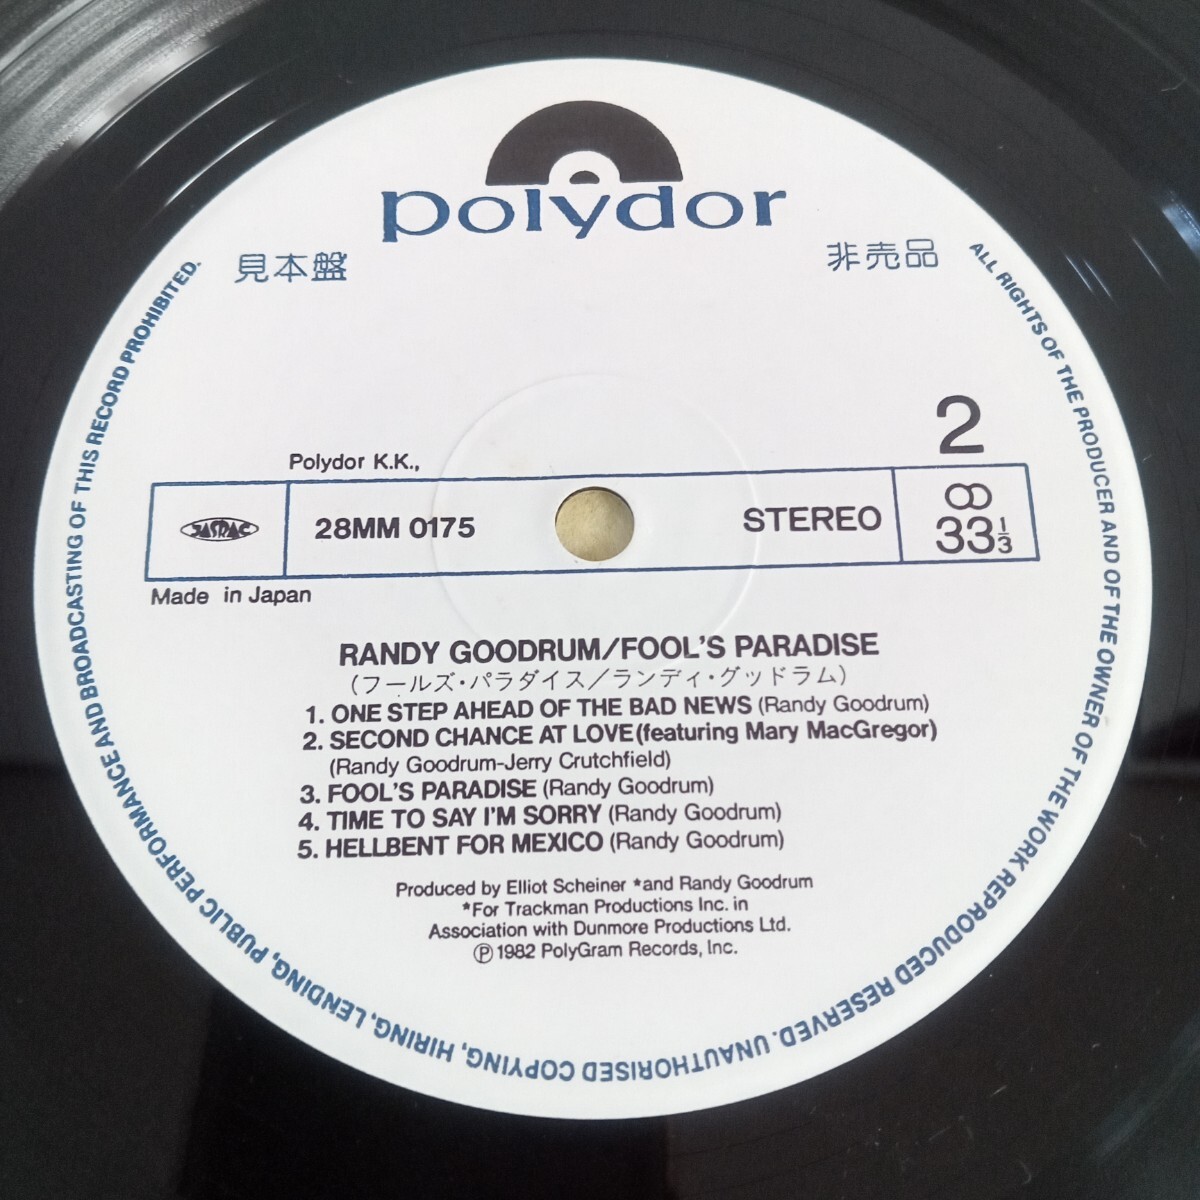 polydor
見本盤
非売品
2
Polydor K.K.,
JASRAC
28MM 0175
STEREO
33 1/3
Made in Japan
RANDY GOODRUM/FOOL'S PARADISE
(フールズ・パラダイス/ランディ・グッドラム)
1. ONE STEP AHEAD OF THE BAD NEWS (Randy Goodrum)
2. SECOND CHANCE AT LOVE(featuring Mary MacGregor)
(Randy Goodrum-Jerry Crutchfield)
3. FOOL'S PARADISE (Randy Goodrum)
4. TIME TO SAY I'M SORRY (Randy Goodrum)
5. HELLBENT FOR MEXICO (Randy Goodrum)
Produced by Elliot Scheiner *and Randy Goodrum
*For Trackman Productions Inc. in
Association with Dunmore Productions Ltd.
Ⓟ1982 PolyGram Records, Inc.
ALL RIGHTS OF THE PRODUCER AND OF THE OWNER OF THE WORK REPRODUCED RESERVED. UNAUTHORISED COPYING, HIRING, LENDING, PUBLIC PERFORMANCE AND BROADCASTING OF THIS RECORD PROHIBITED.